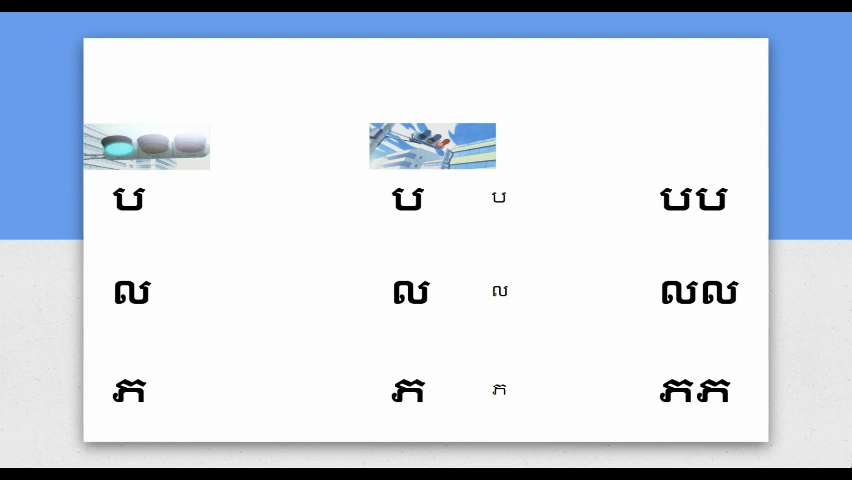 ប ប ប បប
ល ល ល លល
ភ ភ ភ ភភ